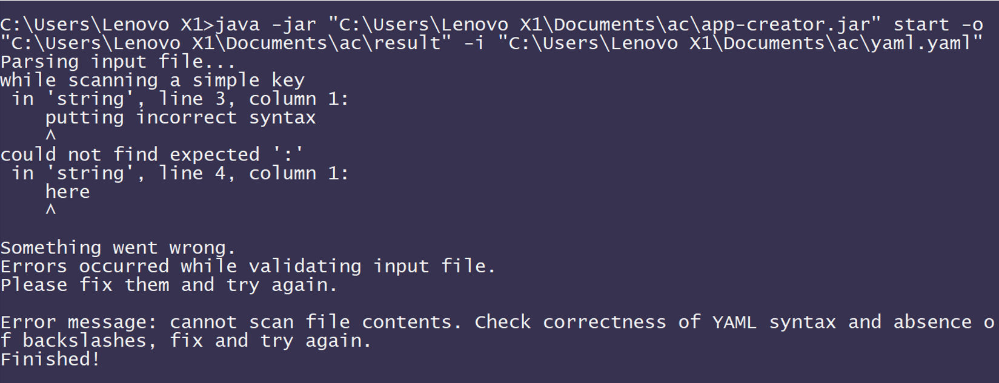 C:\Users\Lenovo X1>java -jar "C:\Users\Lenovo X1\Documents\ac\app-creator.jar" start -o
"C:\Users\Lenovo X1\Documents\ac\result" -i "C:\Users\Lenovo X1\Documents\ac\yaml.yaml"
Parsing input file...
while scanning a simple key
 in 'string', line 3, column 1:
    putting incorrect syntax
    ^
could not find expected ':'
 in 'string', line 4, column 1:
    here
    ^
Something went wrong.
Errors occurred while validating input file.
Please fix them and try again.
Error message: cannot scan file contents. Check correctness of YAML syntax and absence o
f backslashes, fix and try again.
Finished!